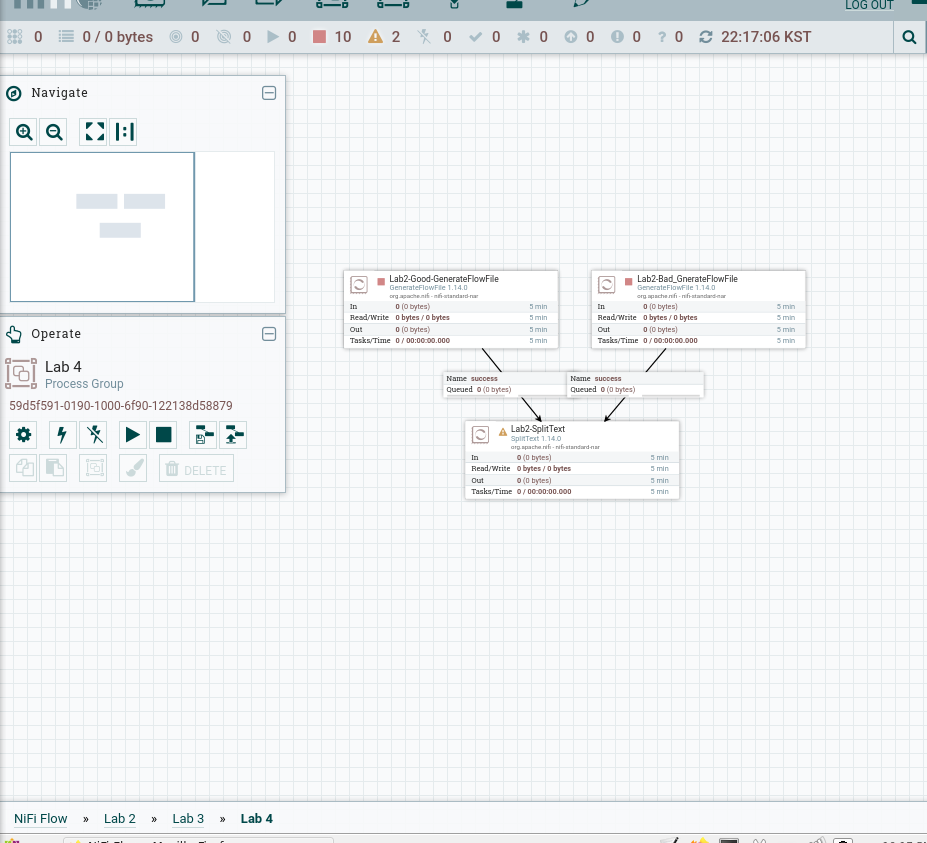 LOG OUT
0 0 / 0 bytes 0 0 0 10 2 0 0 0 0 0 ? 0 22:17:06 KST
Navigate
Operate
Lab 4
Process Group
59d5f591-0190-1000-6f90-122138d58879
DELETE
Lab2-Good-GenerateFlowFile
GenerateFlowFile 1.14.0
org.apache.nifi - nifi-standard-nar
In 0 (0 bytes) 5 min
Read/Write 0 bytes / 0 bytes 5 min
Out 0 (0 bytes) 5 min
Tasks/Time 0 / 00:00:00.000 5 min
Lab2-Bad_GnerateFlowFile
GenerateFlowFile 1.14.0
org.apache.nifi - nifi-standard-nar
In 0 (0 bytes) 5 min
Read/Write 0 bytes / 0 bytes 5 min
Out 0 (0 bytes) 5 min
Tasks/Time 0 / 00:00:00.000 5 min
Name success
Queued 0 (0 bytes)
Name success
Queued 0 (0 bytes)
Lab2-SplitText
SplitText 1.14.0
org.apache.nifi - nifi-standard-nar
In 0 (0 bytes) 5 min
Read/Write 0 bytes / 0 bytes 5 min
Out 0 (0 bytes) 5 min
Tasks/Time 0 / 00:00:00.000 5 min
NiFi Flow » Lab 2 » Lab 3 » Lab 4